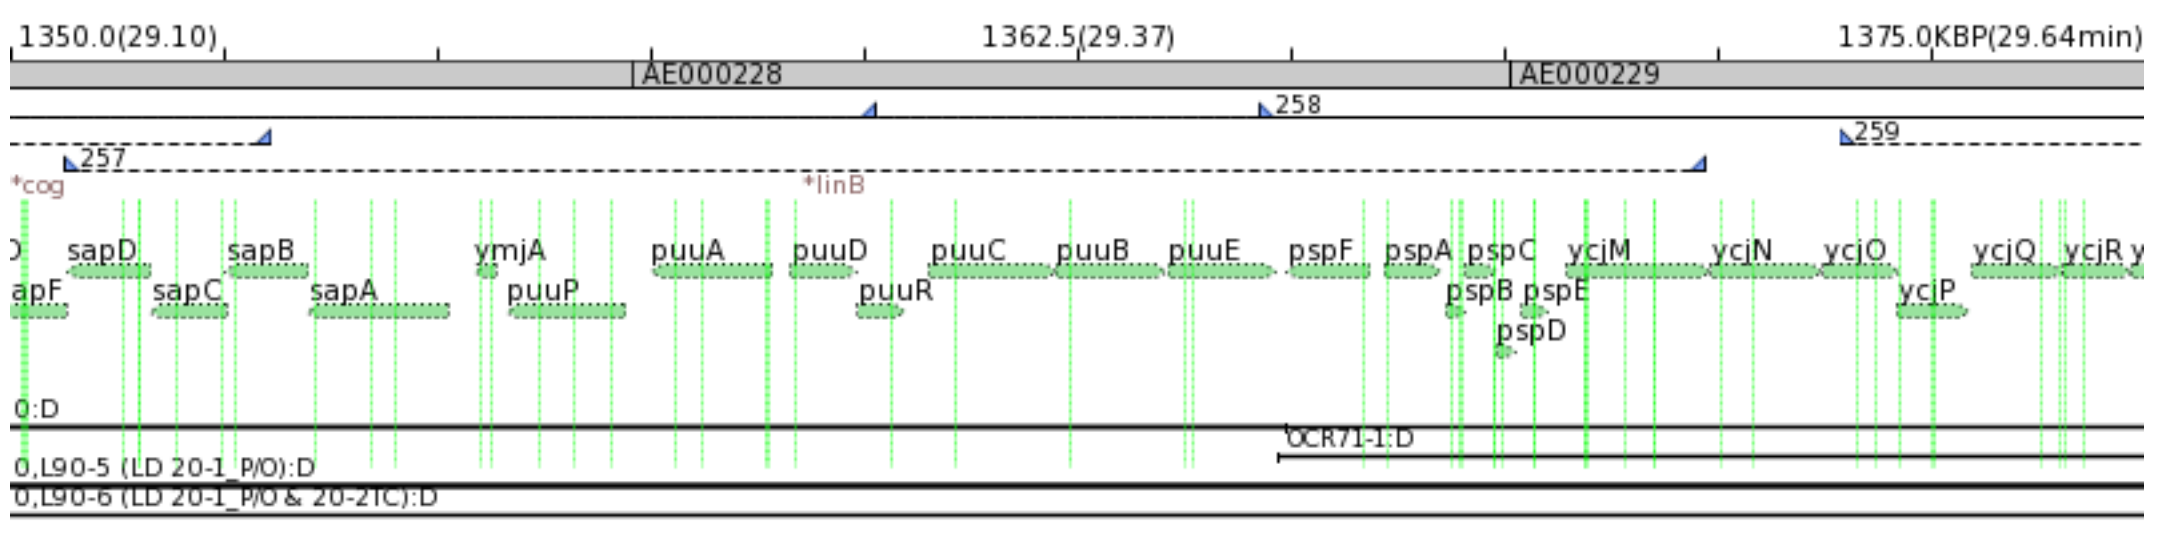 1350.0(29.10) 1362.5(29.37) 1375.0KBP(29.64min)
AE000228 AE000229
258
259
257
*cog *linB
sapD sapB ymjA puuA puuD puuC puuB puuE pspF pspA pspC ycjM ycjN ycjO ycjQ ycjR y
apF sapC sapA puuP puuR pspB pspE ycjP
pspD
0:D
OCR71-1:D
0,L90-5 (LD 20-1_P/O):D
0,L90-6 (LD 20-1_P/O & 20-2TC):D